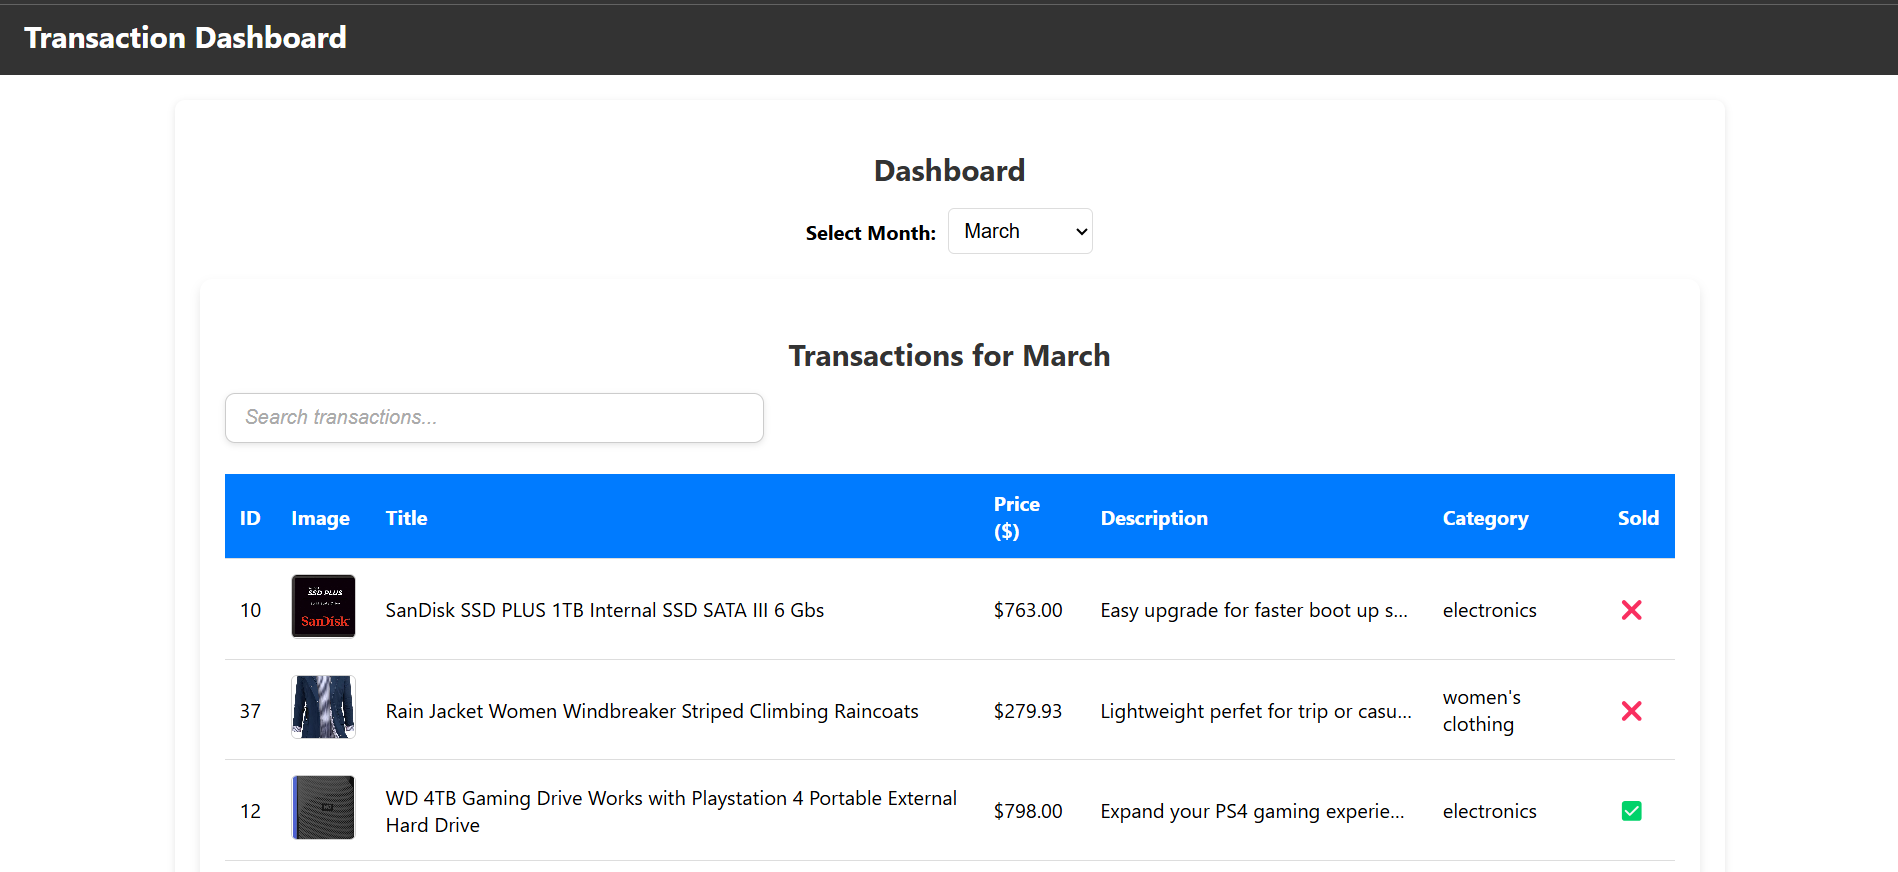 Transaction Dashboard
Dashboard
Select Month: March
Transactions for March
Search transactions...
ID Image Title Price ($) Description Category Sold
SSD PLUS
SanDisk
10 SanDisk SSD PLUS 1TB Internal SSD SATA III 6 Gbs $763.00 Easy upgrade for faster boot up s... electronics
37 Rain Jacket Women Windbreaker Striped Climbing Raincoats $279.93 Lightweight perfet for trip or casu... women's clothing
12 WD 4TB Gaming Drive Works with Playstation 4 Portable External Hard Drive $798.00 Expand your PS4 gaming experie... electronics